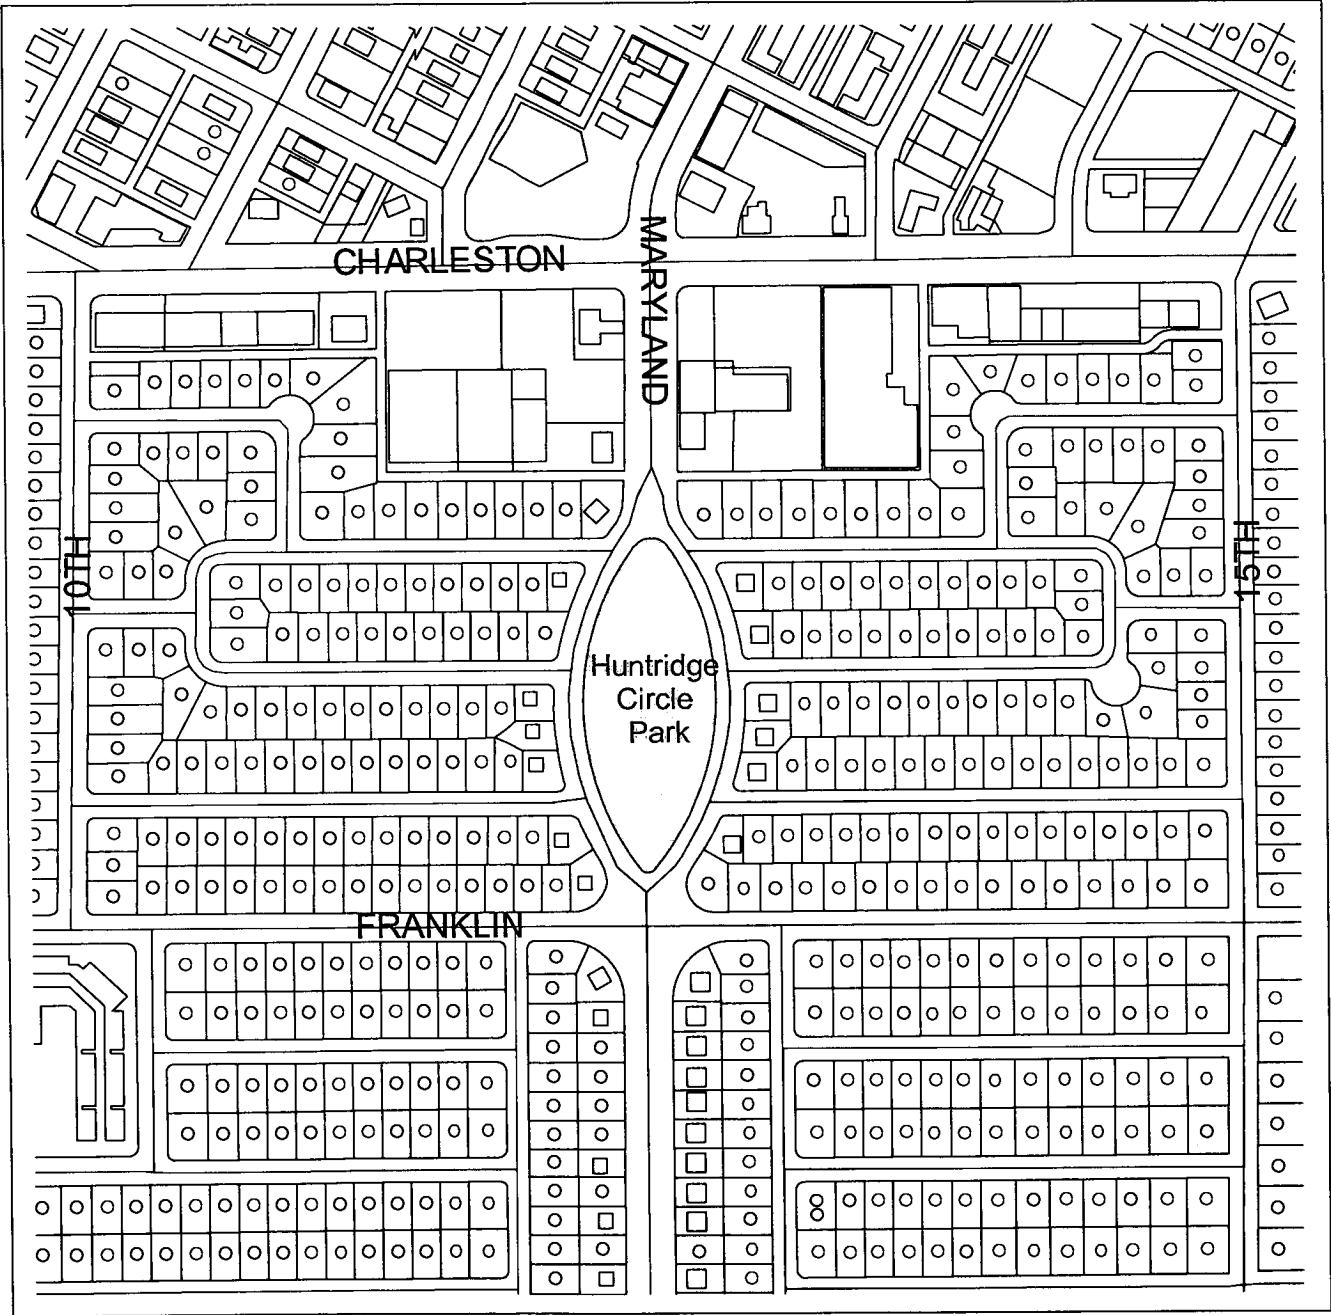 CHARLESTON
MARYLAND
10TH
15TH
Huntridge
Circle
Park
FRANKLIN